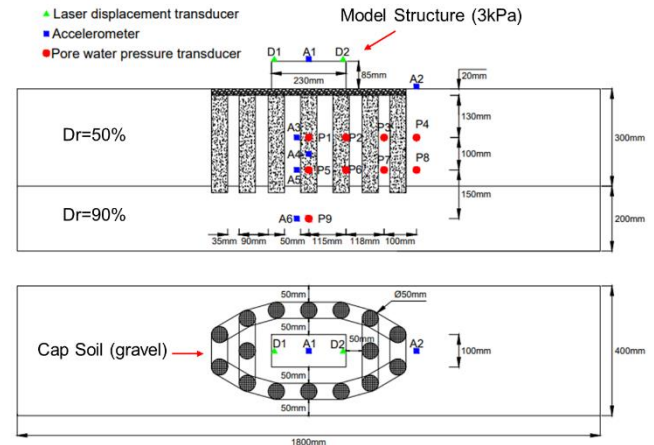 Laser displacement transducer
Accelerometer
Pore water pressure transducer
Model Structure (3kPa)
D1 A1 D2
A2
230mm
85mm
20mm
Dr=50%
A3 P1 P2 P3 P4
A4
A5 P5 P6 P7 P8
130mm
100mm
150mm
300mm
Dr=90%
A6 P9
200mm
35mm 90mm 50mm 115mm 118mm 100mm
50mm
Ø50mm
50mm
Cap Soil (gravel)
D1 A1 D2
50mm
A2
100mm
400mm
50mm
50mm
1800mm